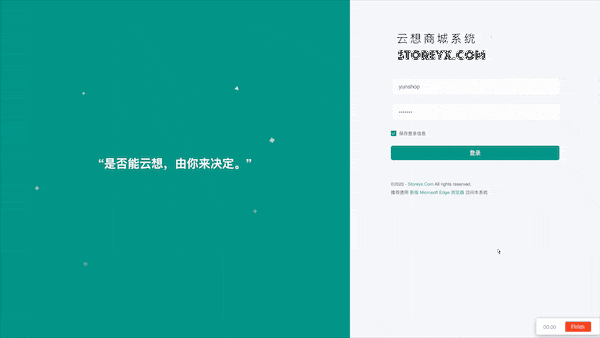 “是否能云想，由你来决定。”
云想商城系统
STOREYX.COM
yunshop
•••••••
保存登录信息
登录
©2020 - Storeyx.Com All rights reserved.
推荐使用 新版 Microsoft Edge 浏览器 访问本系统
00:00
Finish